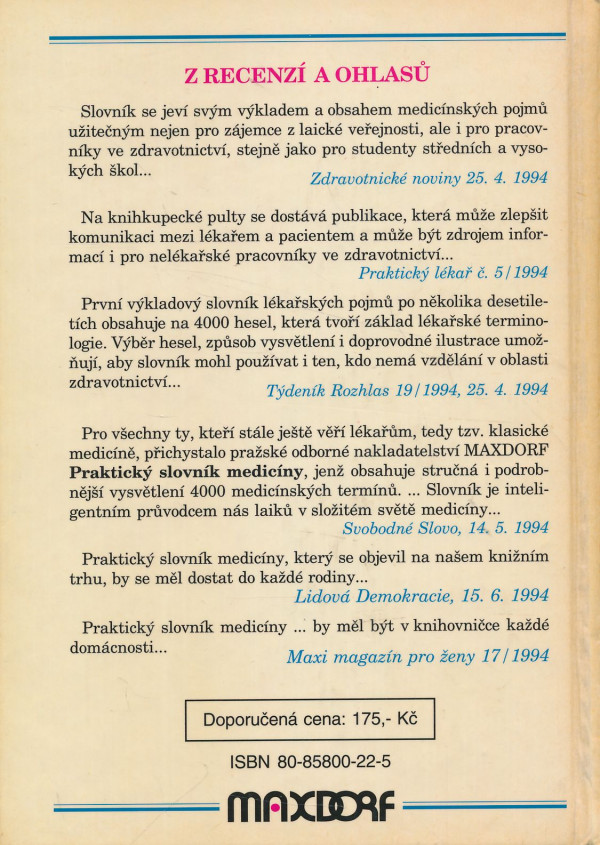 Z RECENZÍ A OHLASŮ
Slovník se jeví svým výkladem a obsahem medicínských pojmů
užitečným nejen pro zájemce z laické veřejnosti, ale i pro pracov-
níky ve zdravotnictví, stejně jako pro studenty středních a vyso-
kých škol...
Zdravotnické noviny 25. 4. 1994
Na knihkupecké pulty se dostává publikace, která může zlepšit
komunikaci mezi lékařem a pacientem a může být zdrojem infor-
mací i pro nelékařské pracovníky ve zdravotnictví...
Praktický lékař č. 5/1994
První výkladový slovník lékařských pojmů po několika desetile-
tích obsahuje na 4000 hesel, která tvoří základ lékařské termino-
logie. Výběr hesel, způsob vysvětlení i doprovodné ilustrace umož-
ňují, aby slovník mohl používat i ten, kdo nemá vzdělání v oblasti
zdravotnictví...
Týdeník Rozhlas 19/1994, 25. 4. 1994
Pro všechny ty, kteří stále ještě věří lékařům, tedy tzv. klasické
medicíně, přichystalo pražské odborné nakladatelství MAXDORF
Praktický slovník medicíny, jenž obsahuje stručná i podrob-
nější vysvětlení 4000 medicínských termínů. ... Slovník je inteli-
gentním průvodcem nás laiků v složitém světě medicíny...
Svobodné Slovo, 14. 5. 1994
Praktický slovník medicíny, který se objevil na našem knižním
trhu, by se měl dostat do každé rodiny...
Lidová Demokracie, 15. 6. 1994
Praktický slovník medicíny ... by měl být v knihovničce každé
domácnosti...
Maxi magazín pro ženy 17/1994
Doporučená cena: 175,- Kč
ISBN 80-85800-22-5
MAXDORF